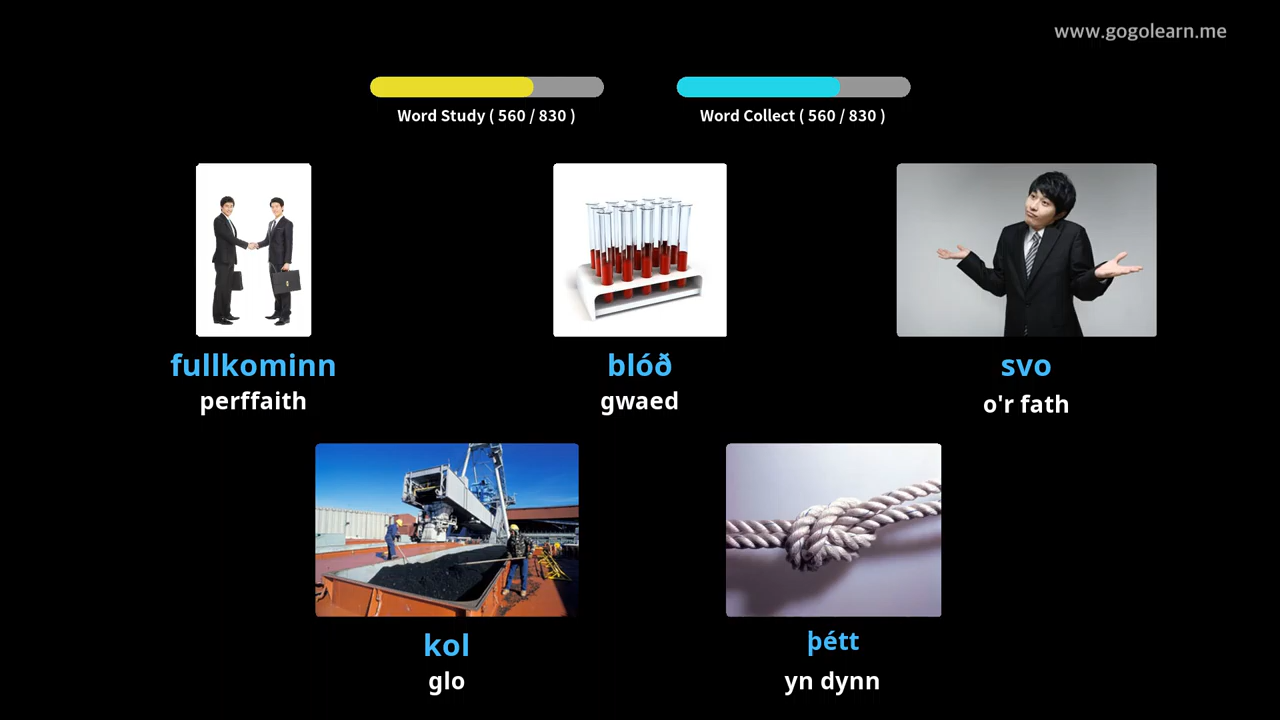 www.gogolearn.me
Word Study ( 560 / 830 )
Word Collect ( 560 / 830 )
fullkominn
perffaith
blóð
gwaed
svo
o'r fath
kol
glo
þétt
yn dynn